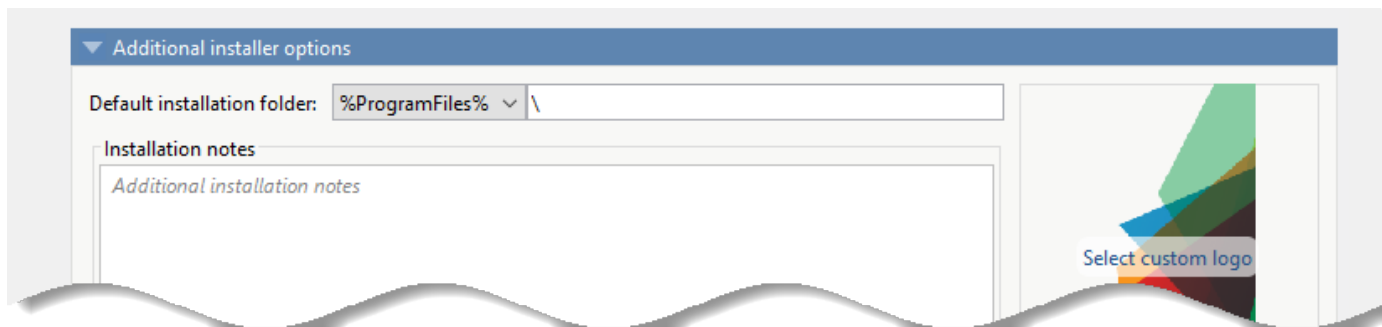 Additional installer options
Default installation folder: %ProgramFiles% \
Installation notes
Additional installation notes
Select custom logo